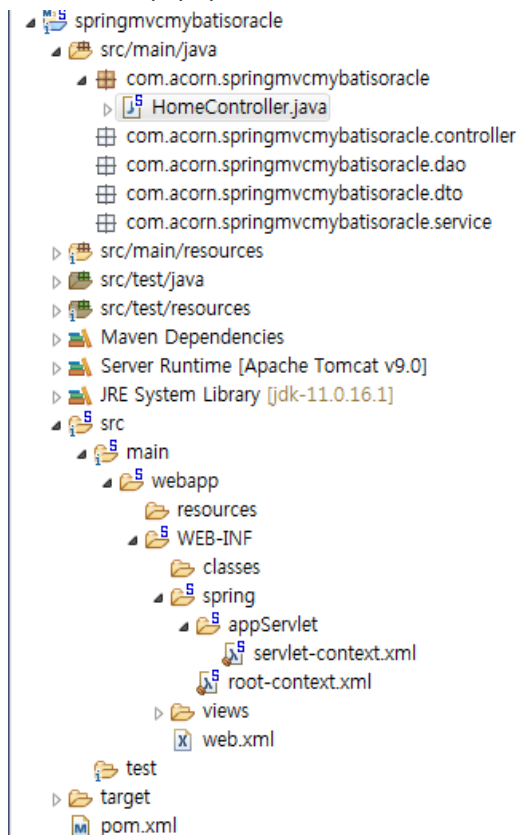 springmvcmybatisoracle
src/main/java
com.acorn.springmvcmybatisoracle
HomeController.java
com.acorn.springmvcmybatisoracle.controller
com.acorn.springmvcmybatisoracle.dao
com.acorn.springmvcmybatisoracle.dto
com.acorn.springmvcmybatisoracle.service
src/main/resources
src/test/java
src/test/resources
Maven Dependencies
Server Runtime [Apache Tomcat v9.0]
JRE System Library [jdk-11.0.16.1]
src
main
webapp
resources
WEB-INF
classes
spring
appServlet
servlet-context.xml
root-context.xml
views
web.xml
test
target
pom.xml